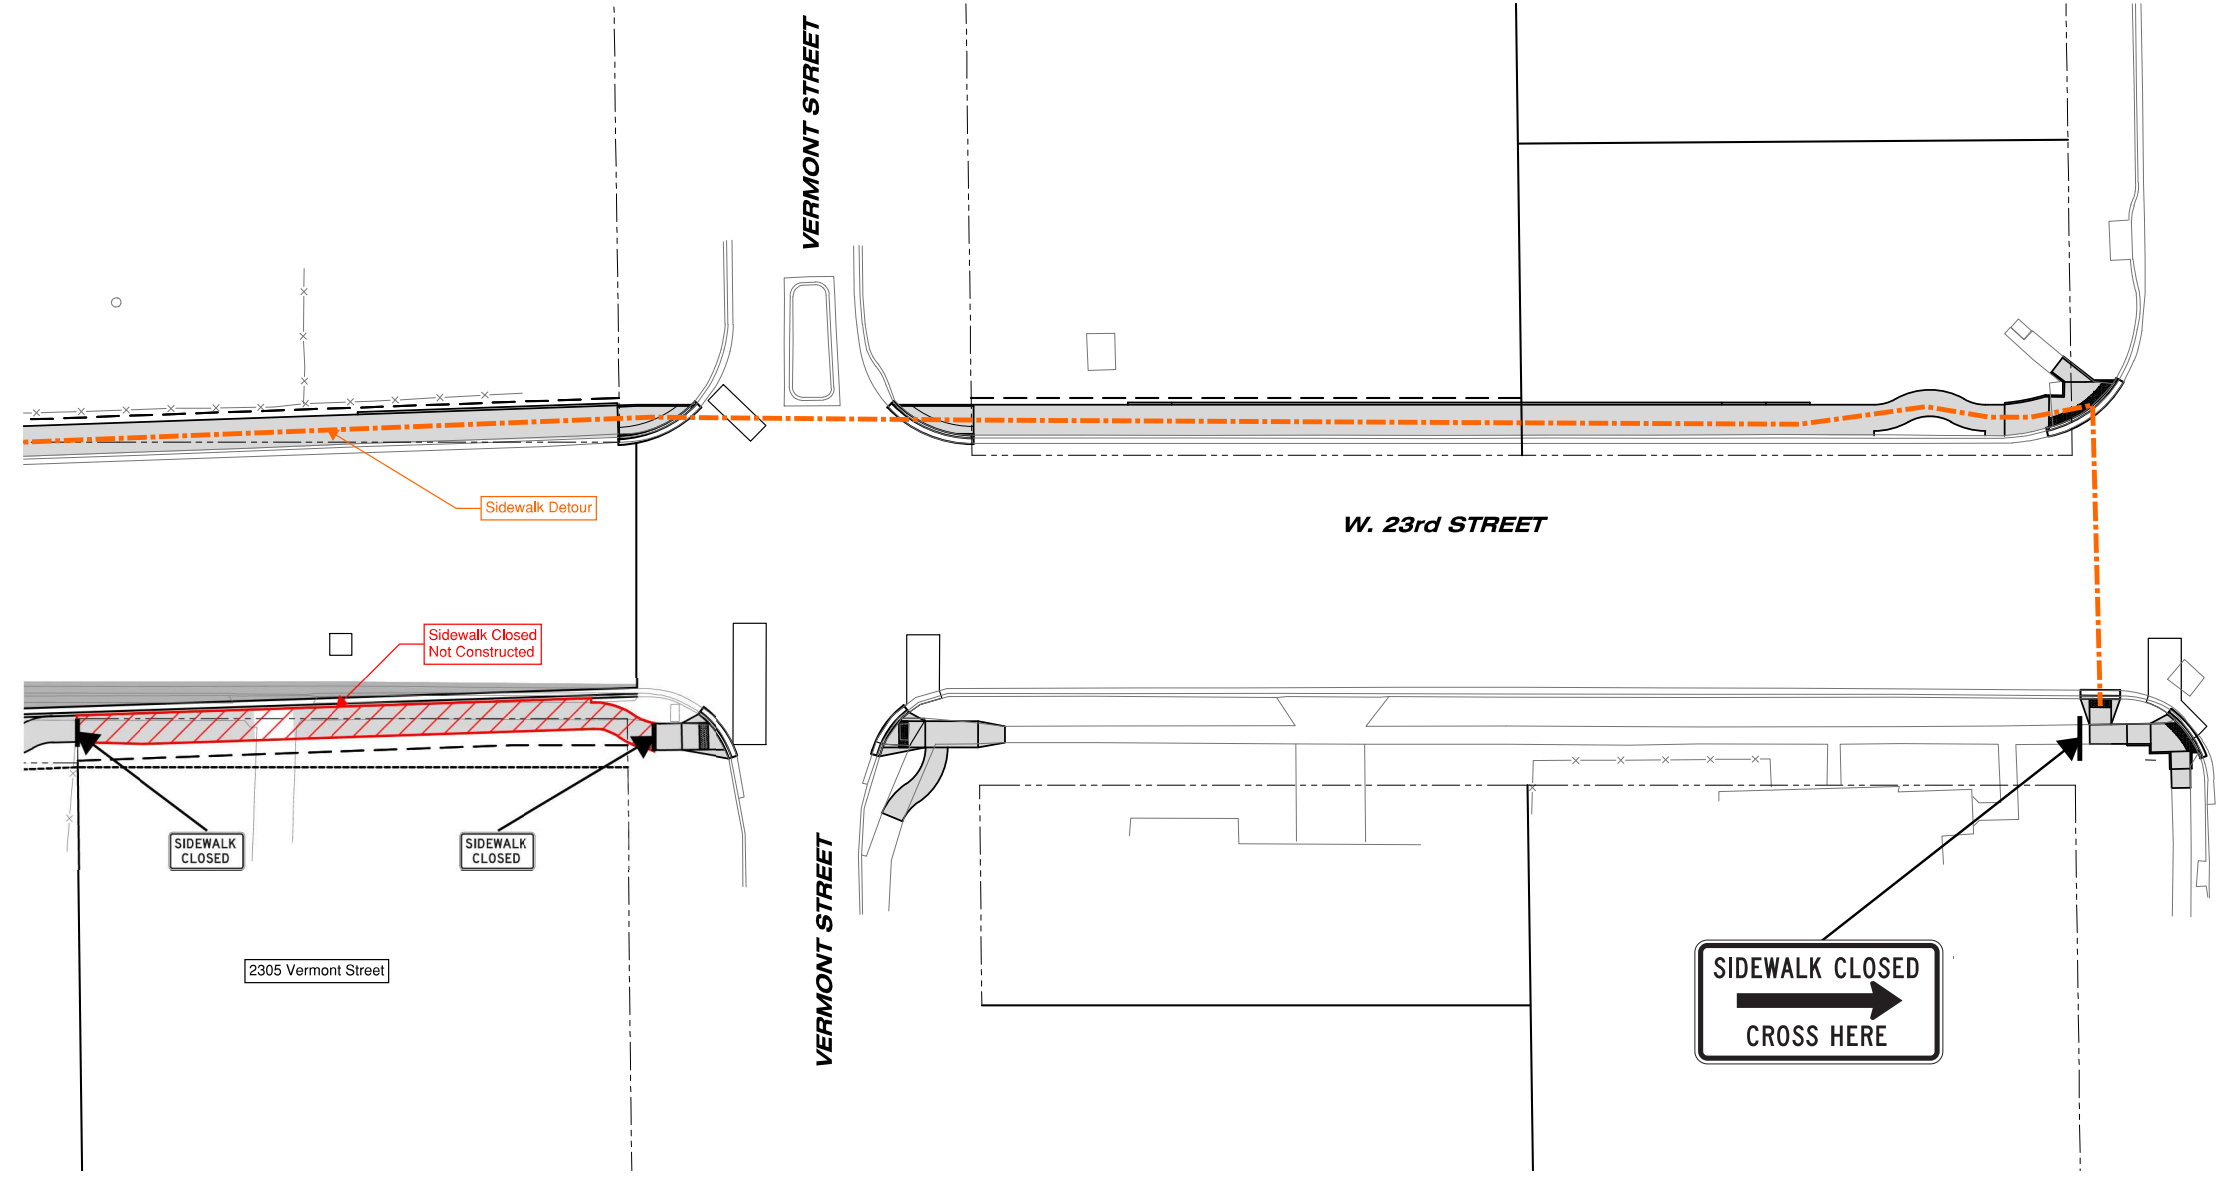 VERMONT STREET
Sidewalk Detour
W. 23rd STREET
Sidewalk Closed
Not Constructed
SIDEWALK
CLOSED
SIDEWALK
CLOSED
VERMONT STREET
2305 Vermont Street
SIDEWALK CLOSED
CROSS HERE